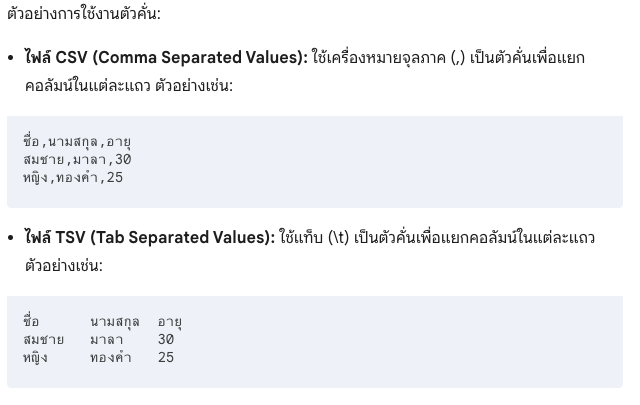 ตัวอย่างการใช้งานตัวคั่น:
• ไฟล์ CSV (Comma Separated Values): ใช้เครื่องหมายจุลภาค (,) เป็นตัวคั่นเพื่อแยก
คอลัมน์ในแต่ละแถว ตัวอย่างเช่น:
ชื่อ,นามสกุล,อายุ
สมชาย,มาลา,30
หญิง,ทองคำ,25
• ไฟล์ TSV (Tab Separated Values): ใช้แท็บ (\t) เป็นตัวคั่นเพื่อแยกคอลัมน์ในแต่ละแถว
ตัวอย่างเช่น:
ชื่อ	นามสกุล	อายุ
สมชาย	มาลา	30
หญิง	ทองคำ	25